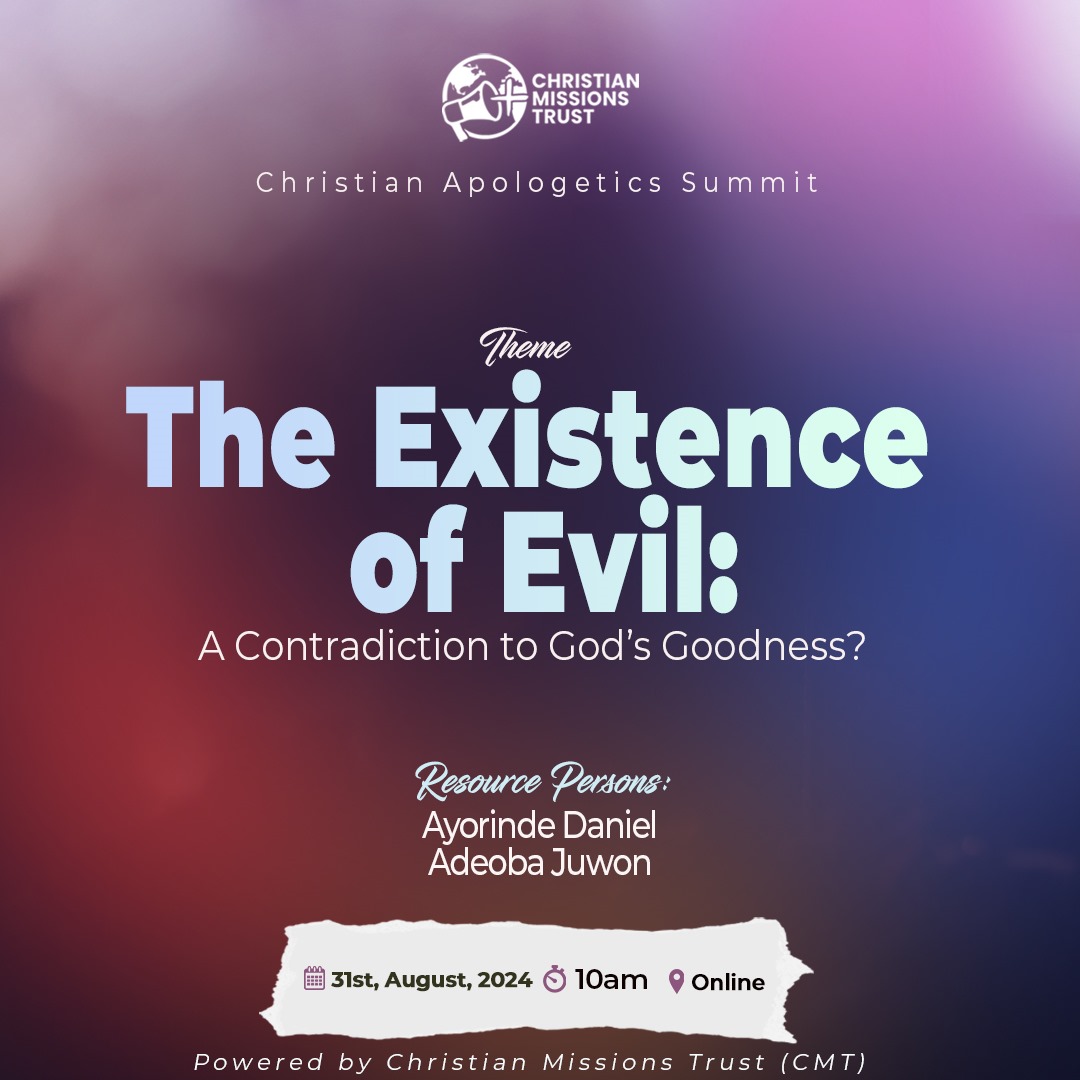 CHRISTIAN
MISSIONS
TRUST
Christian Apologetics Summit
Theme
The Existence
of Evil:
A Contradiction to God’s Goodness?
Resource Persons:
Ayorinde Daniel
Adeoba Juwon
31st, August, 2024 10am Online
Powered by Christian Missions Trust (CMT)